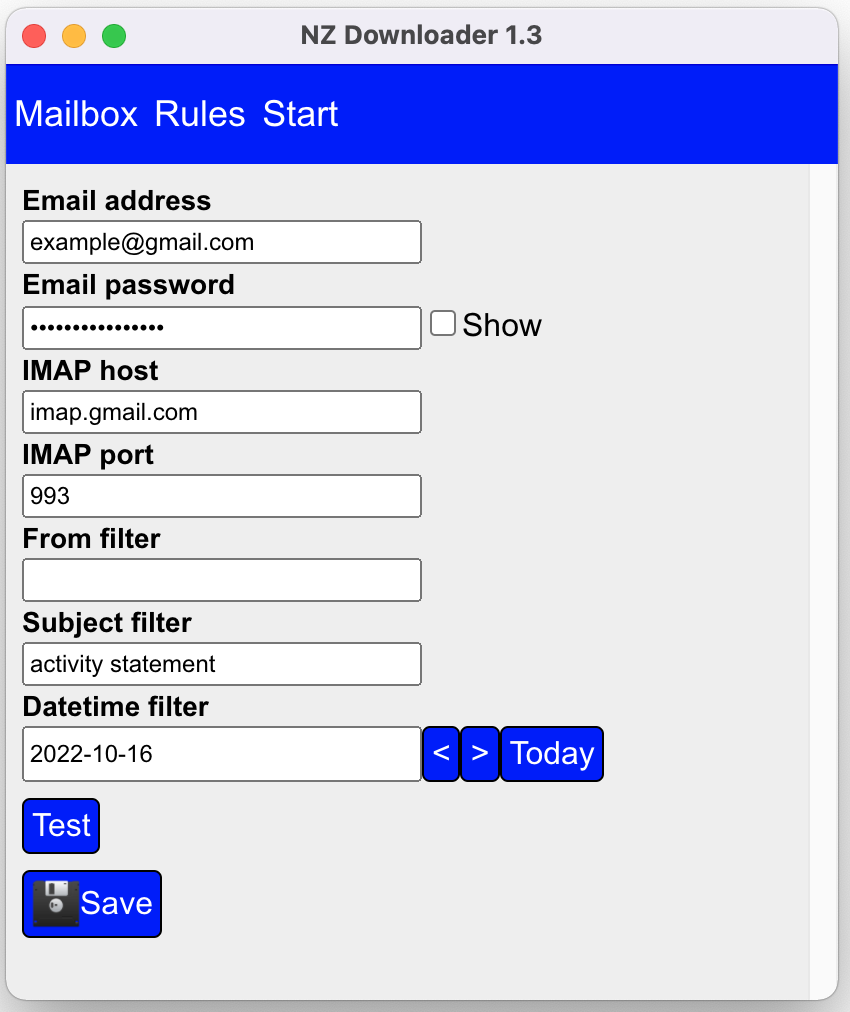 NZ Downloader 1.3
Mailbox Rules Start
Email address
example@gmail.com
Email password
••••••••••••••••
Show
IMAP host
imap.gmail.com
IMAP port
993
From filter
Subject filter
activity statement
Datetime filter
2022-10-16 < > Today
Test
Save